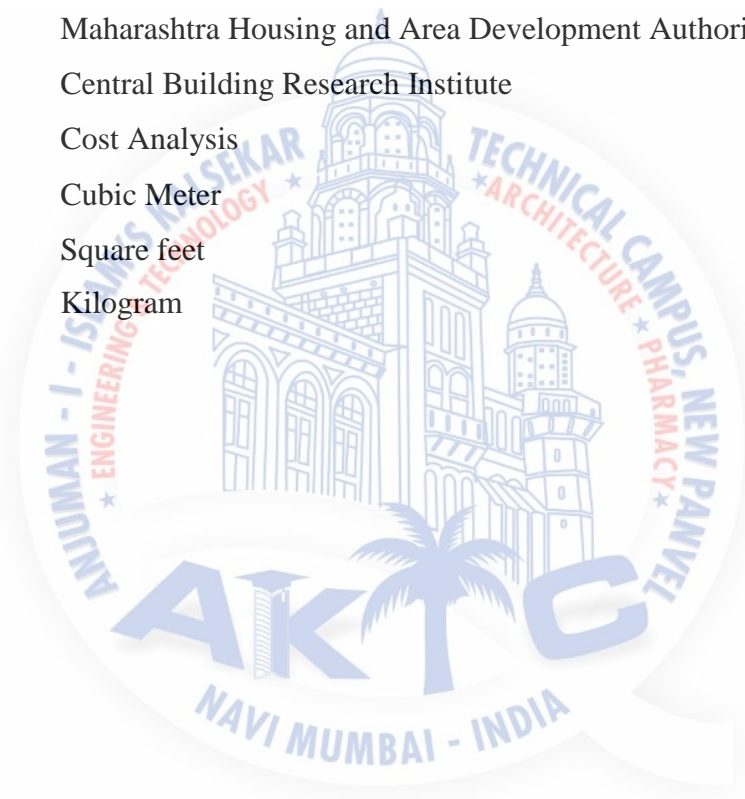 Maharashtra Housing and Area Development Authori
Central Building Research Institute
Cost Analysis
Cubic Meter
Square feet
Kilogram
ANJUMAN - I - ISLAM'S KALSEKAR TECHNICAL CAMPUS, NEW PANVEL
ENGINEERING & TECHNOLOGY * * ARCHITECTURE * PHARMACY *
AKTC
NAVI MUMBAI - INDIA